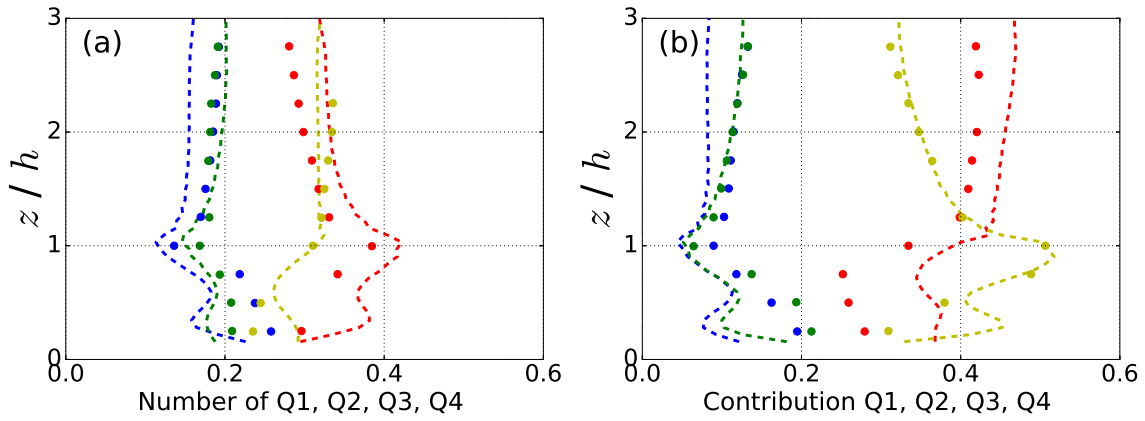 3
(a)
2
z / h
1
0
0.0 0.2 0.4 0.6
Number of Q1, Q2, Q3, Q4
3
(b)
2
z / h
1
0
0.0 0.2 0.4 0.6
Contribution Q1, Q2, Q3, Q4